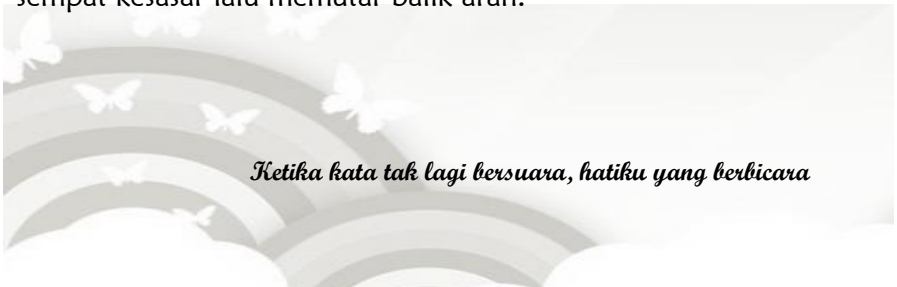 sempat kesasar lalu memutar balik arah.
Ketika kata tak lagi bersuara, hatiku yang berbicara